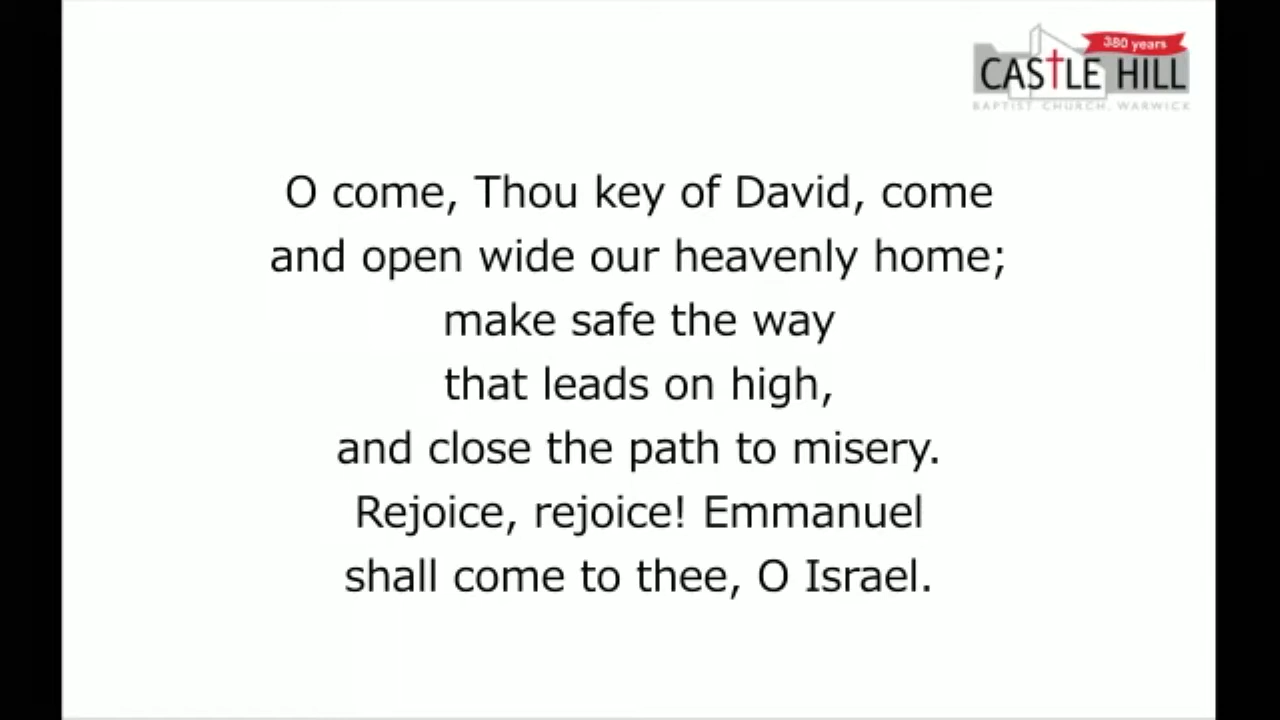 380 years
CASTLE HILL
BAPTIST CHURCH, WARWICK
O come, Thou key of David, come
and open wide our heavenly home;
make safe the way
that leads on high,
and close the path to misery.
Rejoice, rejoice! Emmanuel
shall come to thee, O Israel.